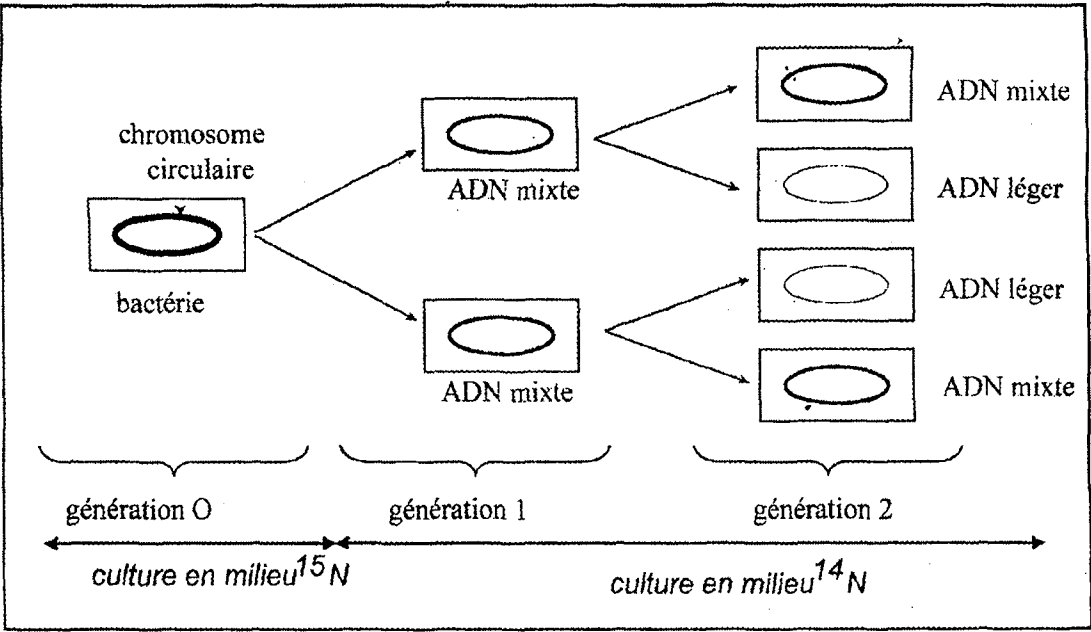 chromosome
circulaire
bactérie
ADN mixte
ADN mixte
ADN mixte
ADN léger
ADN léger
ADN mixte
génération O
génération 1
génération 2
culture en milieu 15N
culture en milieu 14N